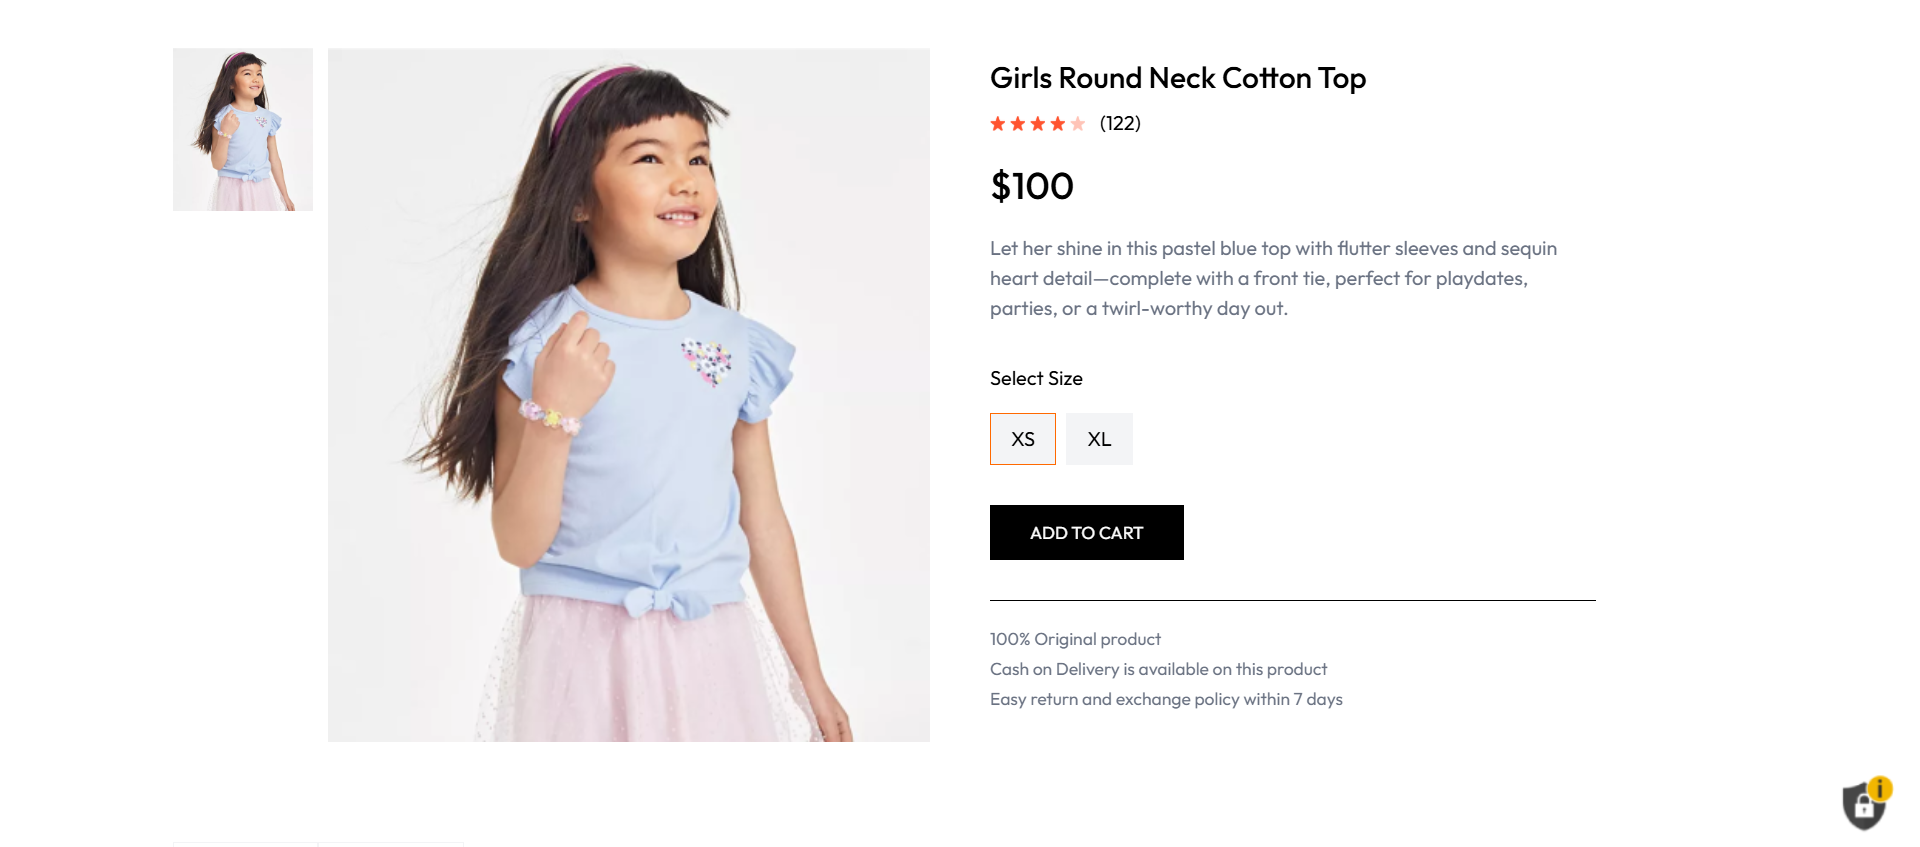 Girls Round Neck Cotton Top
(122)
$100
Let her shine in this pastel blue top with flutter sleeves and sequin
heart detail—complete with a front tie, perfect for playdates,
parties, or a twirl-worthy day out.
Select Size
XS XL
ADD TO CART
100% Original product
Cash on Delivery is available on this product
Easy return and exchange policy within 7 days
i